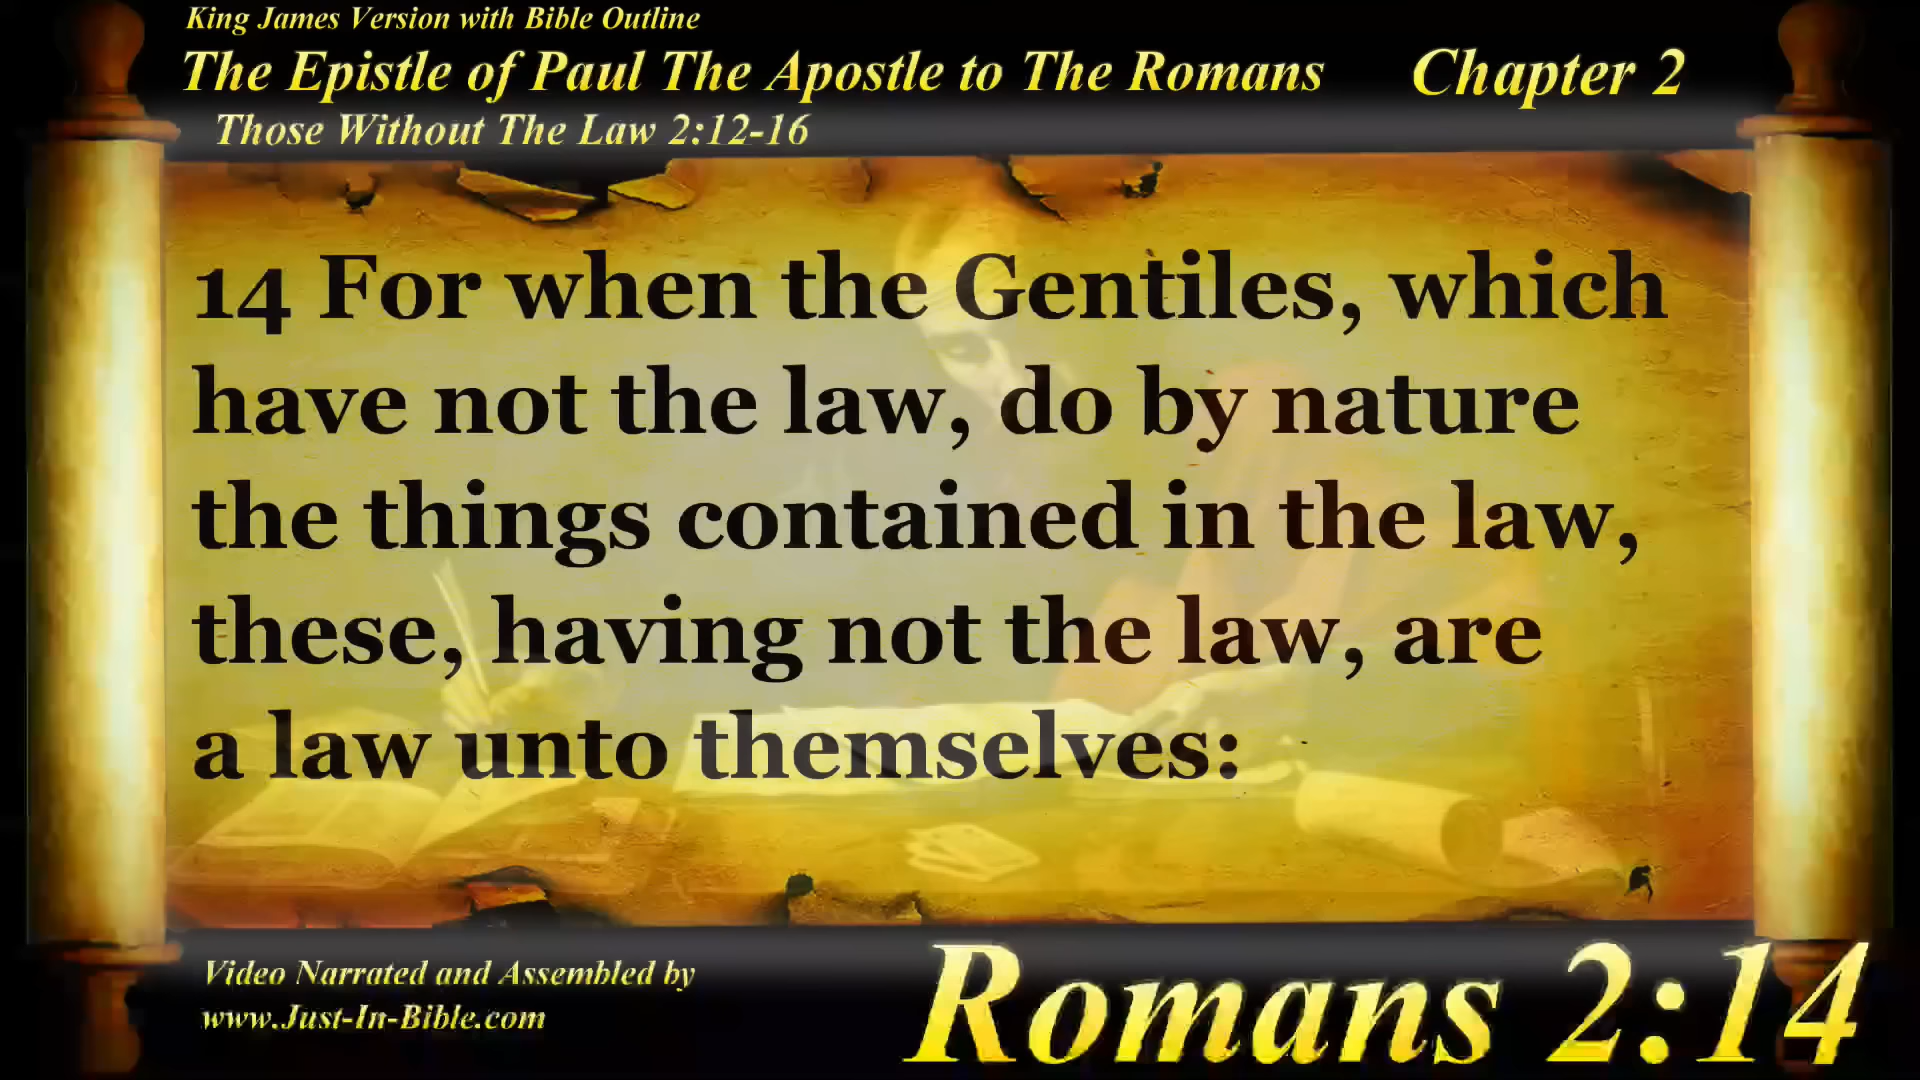 King James Version with Bible Outline
The Epistle of Paul The Apostle to The Romans Chapter 2
Those Without The Law 2:12-16
14 For when the Gentiles, which
have not the law, do by nature
the things contained in the law,
these, having not the law, are
a law unto themselves:
Video Narrated and Assembled by
www.Just-In-Bible.com
Romans 2:14